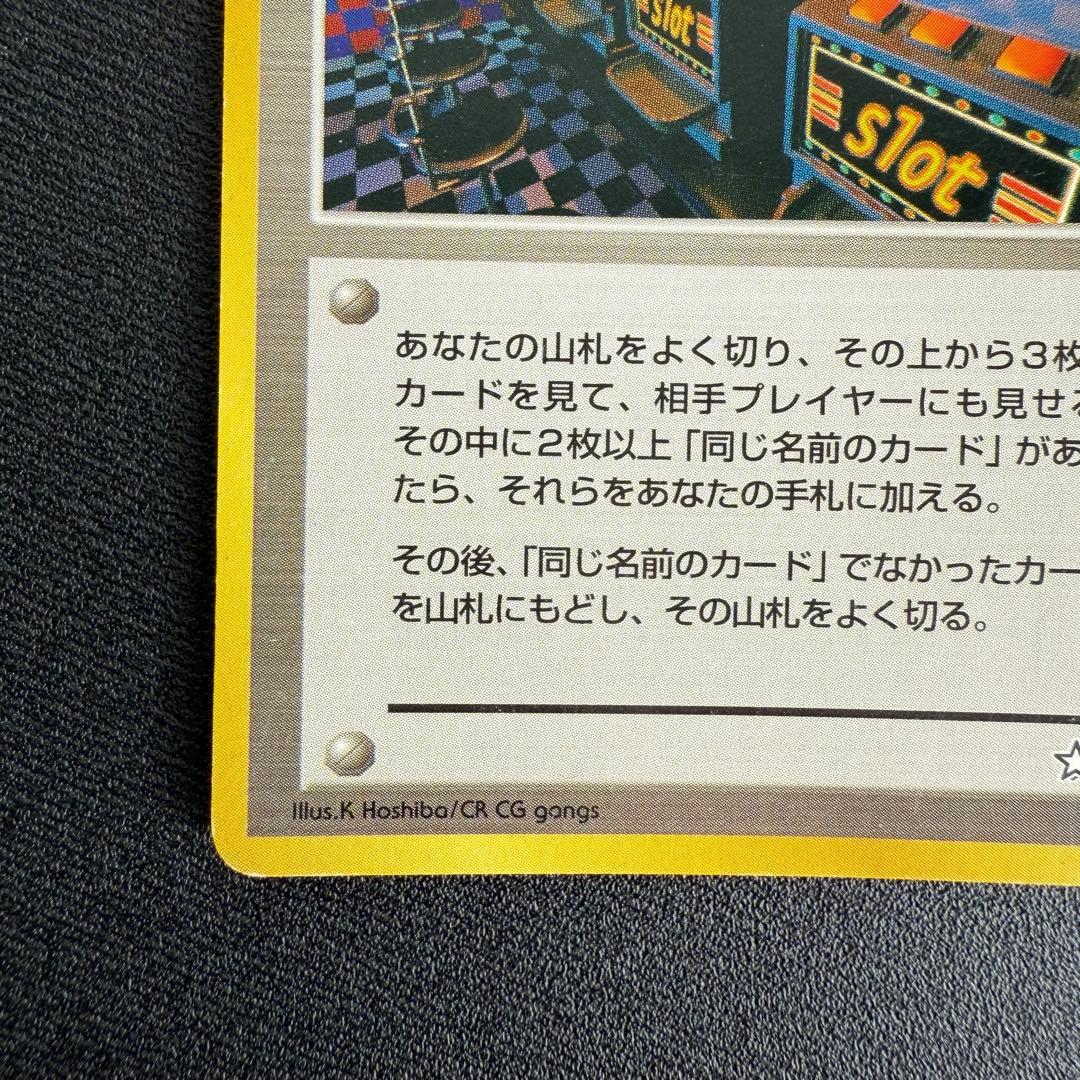 slot
slot
あなたの山札をよく切り、その上から3枚
カードを見て、相手プレイヤーにも見せ
その中に2枚以上「同じ名前のカード」があ
たら、それらをあなたの手札に加える。
その後、「同じ名前のカード」でなかったカー
を山札にもどし、その山札をよく切る。
Illus.K Hoshiba/CR CG gangs